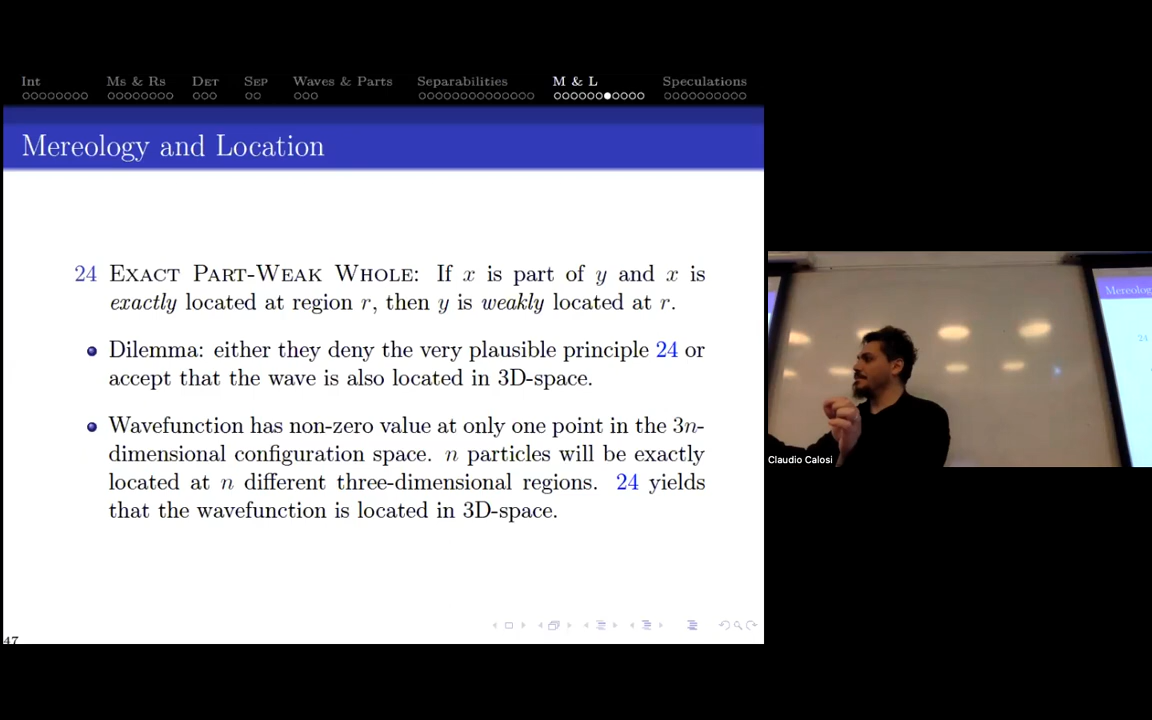 Int Ms & Rs DET SEP Waves & Parts Separabilities M & L Speculations
Mereology and Location
24 EXACT PART-WEAK WHOLE: If x is part of y and x is
exactly located at region r, then y is weakly located at r.
Dilemma: either they deny the very plausible principle 24 or
accept that the wave is also located in 3D-space.
Wavefunction has non-zero value at only one point in the 3n-
dimensional configuration space. n particles will be exactly
located at n different three-dimensional regions. 24 yields
that the wavefunction is located in 3D-space.
47
Mereolog
Claudio Calosi